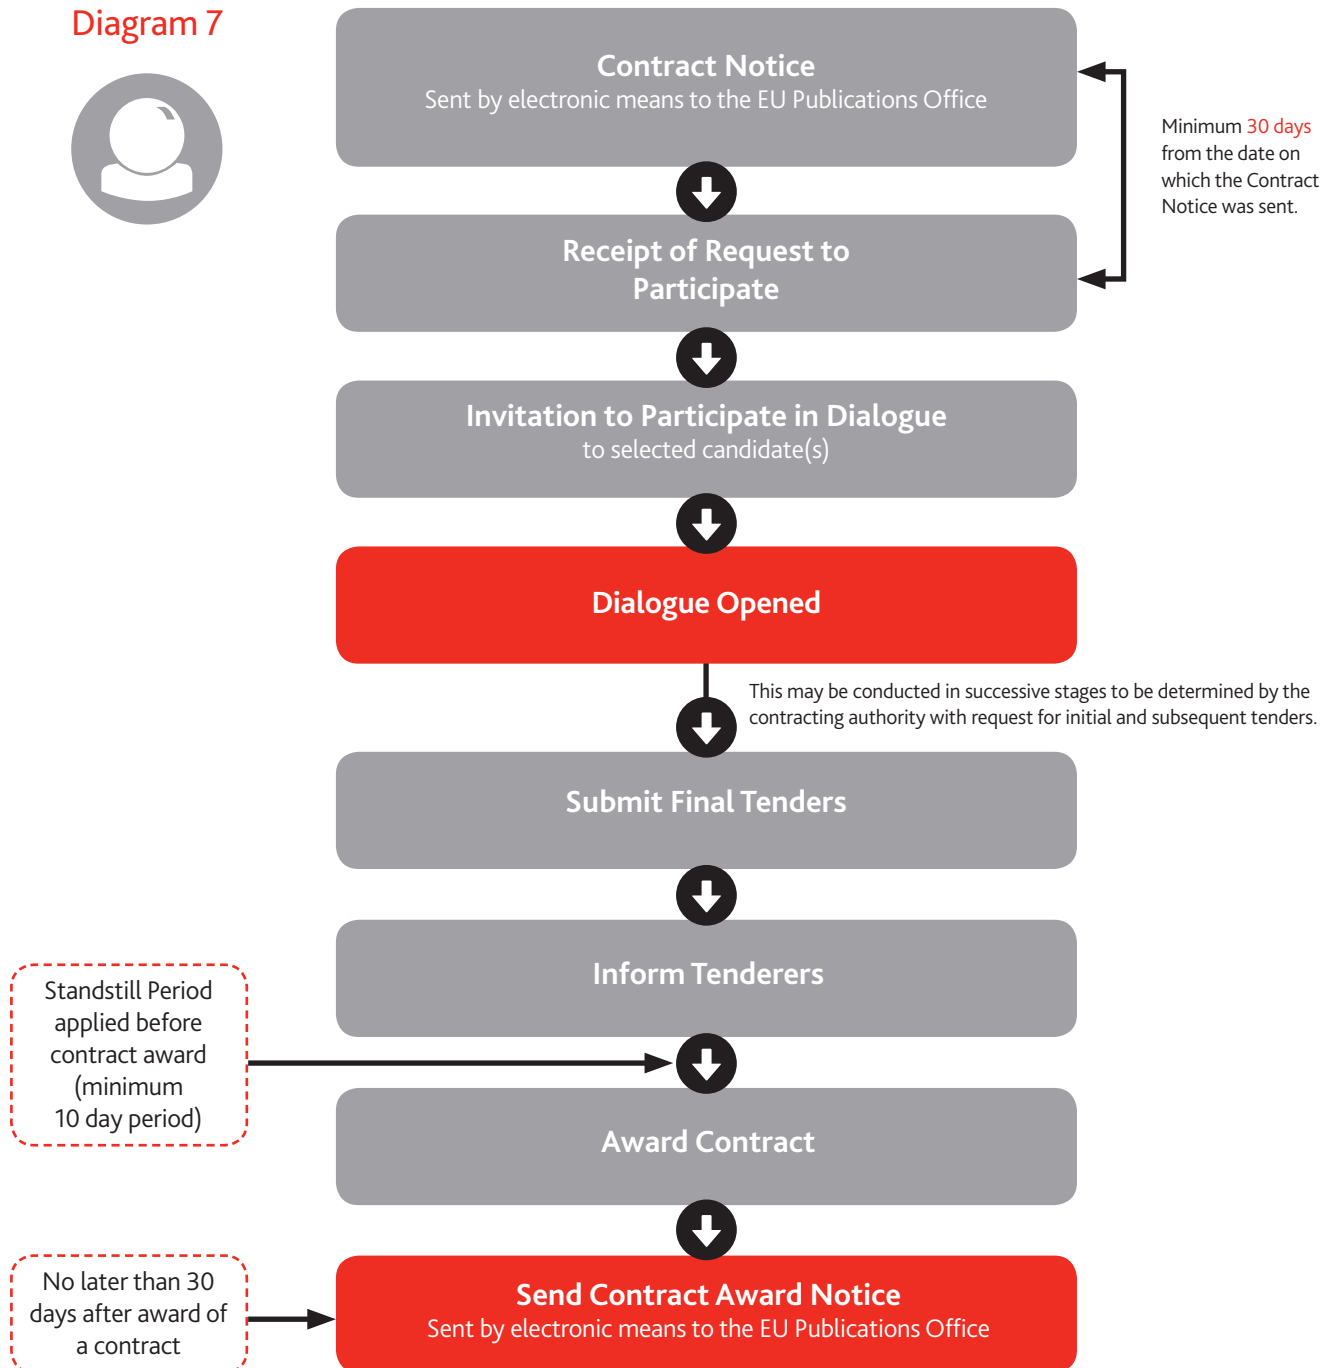 Diagram 7
Contract Notice
Sent by electronic means to the EU Publications Office
Minimum 30 days
from the date on
which the Contract
Notice was sent.
Receipt of Request to
Participate
Invitation to Participate in Dialogue
to selected candidate(s)
Dialogue Opened
This may be conducted in successive stages to be determined by the
contracting authority with request for initial and subsequent tenders.
Submit Final Tenders
Inform Tenderers
Standstill Period
applied before
contract award
(minimum
10 day period)
Award Contract
No later than 30
days after award of
a contract
Send Contract Award Notice
Sent by electronic means to the EU Publications Office